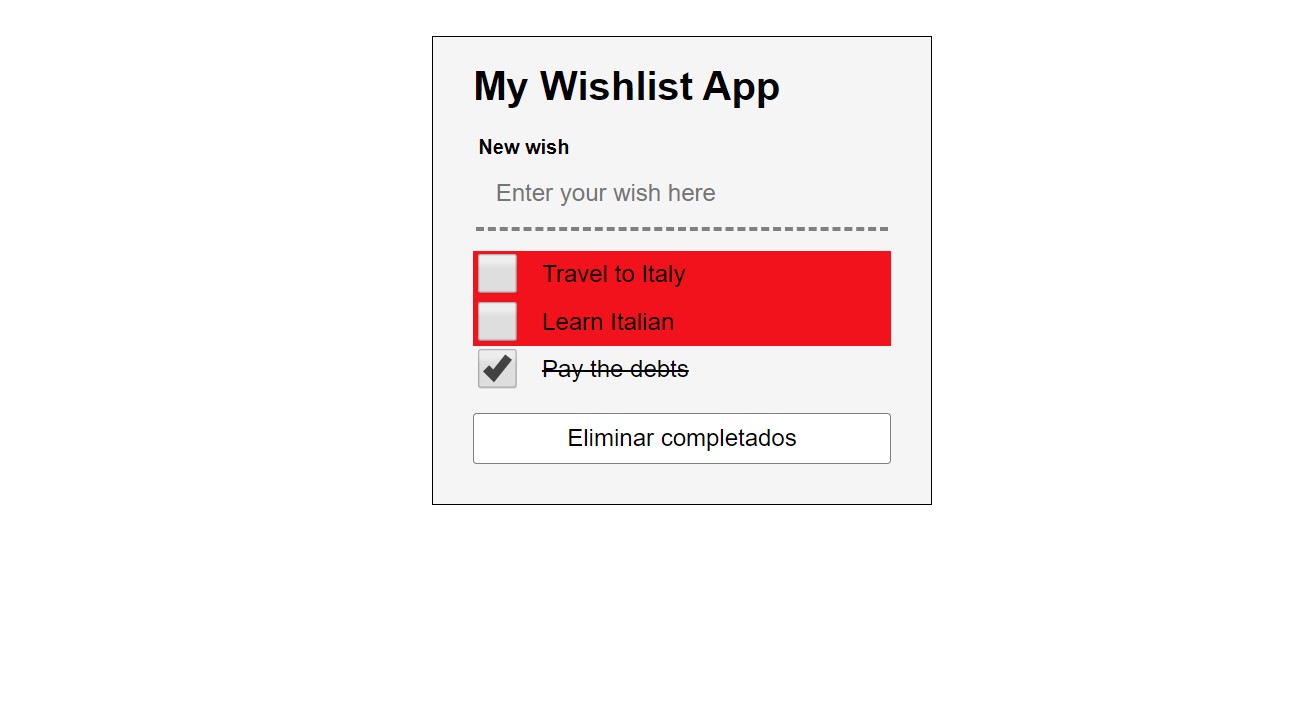 My Wishlist App
New wish
Enter your wish here
Travel to Italy
Learn Italian
Pay the debts
Eliminar completados